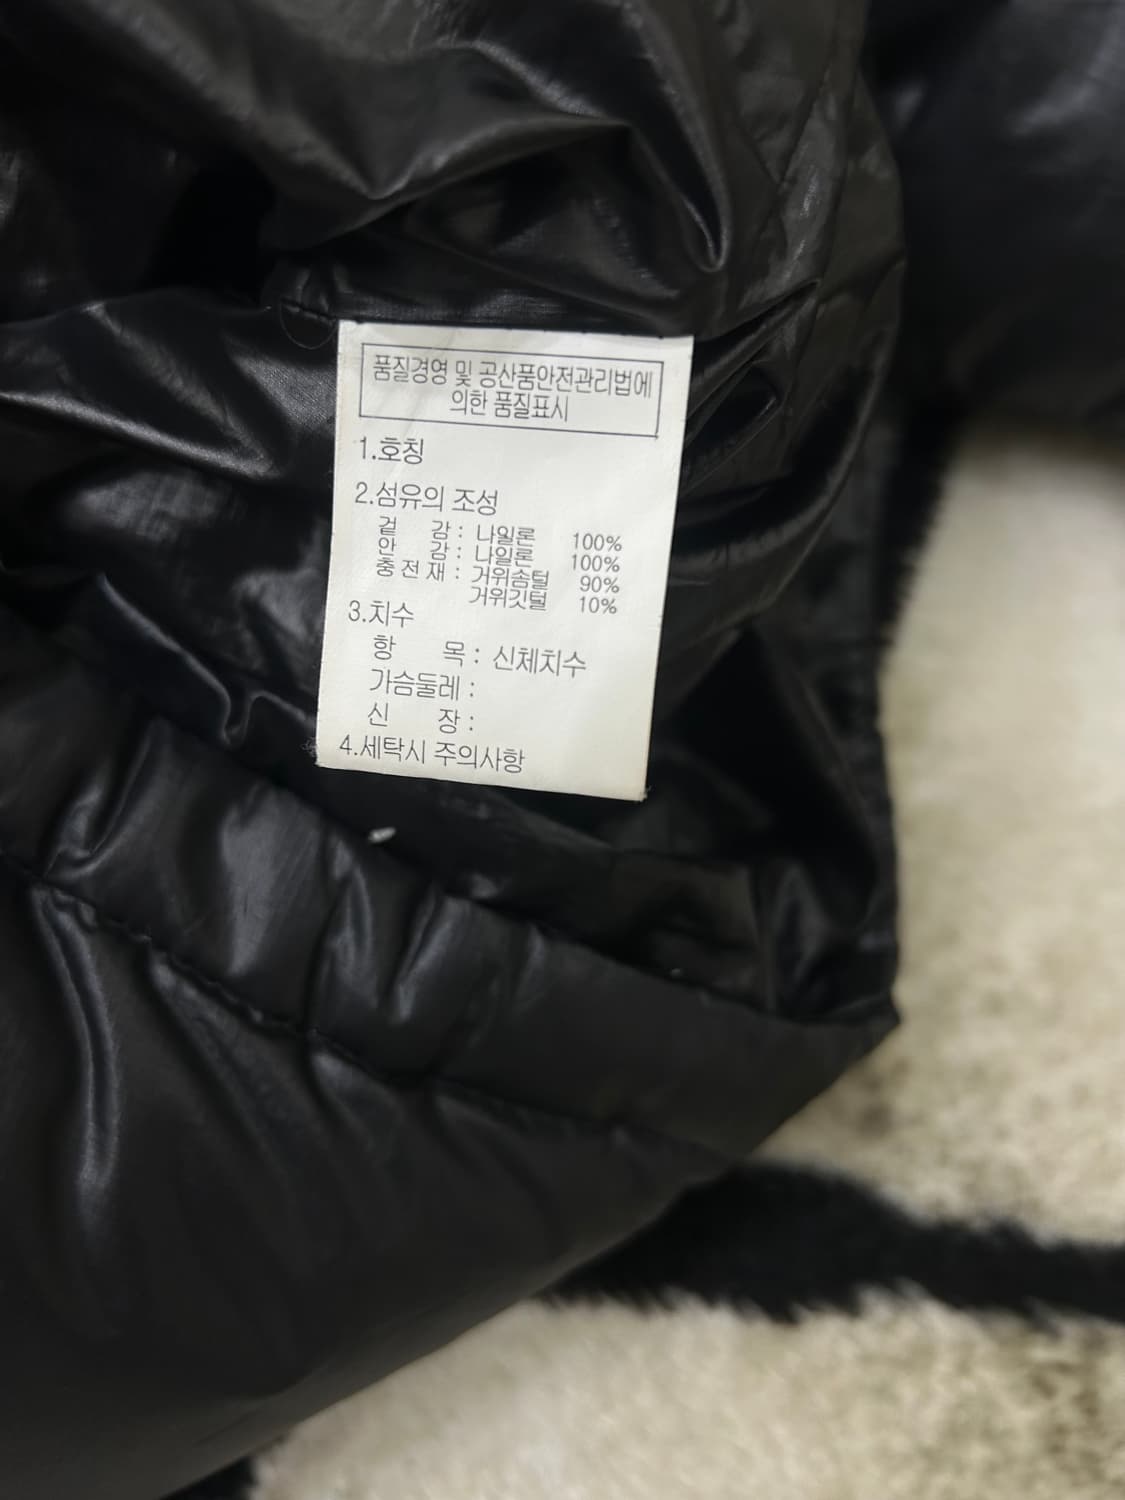 품질경영 및 공산품안전관리법에
의한 품질표시
1.호칭
2.섬유의 조성
겉 감 : 나일론 100%
안 감 : 나일론 100%
충전재 : 거위솜털 90%
거위깃털 10%
3.치수
항 목 : 신체치수
가슴둘레 :
신 장 :
4.세탁시 주의사항